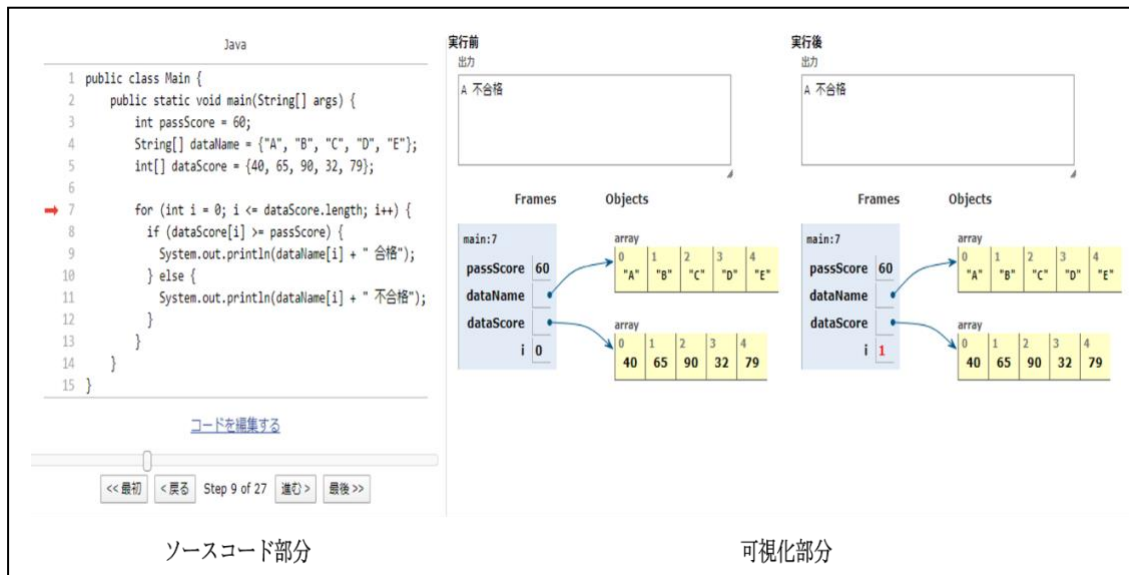 Java
1 public class Main {
2 public static void main(String[] args) {
3 int passScore = 60;
4 String[] dataName = {"A", "B", "C", "D", "E"};
5 int[] dataScore = {40, 65, 90, 32, 79};
6
7 for (int i = 0; i <= dataScore.length; i++) {
8 if (dataScore[i] >= passScore) {
9 System.out.println(dataName[i] + " 合格");
10 } else {
11 System.out.println(dataName[i] + " 不合格");
12 }
13 }
14 }
15 }
コードを編集する
<< 最初 < 戻る Step 9 of 27 進む > 最後 >>
ソースコード部分
実行前
出力
A 不合格
Frames Objects
main:7
passScore 60
dataName
dataScore
i 0
array
0 1 2 3 4
"A" "B" "C" "D" "E"
array
0 1 2 3 4
40 65 90 32 79
実行後
出力
A 不合格
Frames Objects
main:7
passScore 60
dataName
dataScore
i 1
array
0 1 2 3 4
"A" "B" "C" "D" "E"
array
0 1 2 3 4
40 65 90 32 79
可視化部分